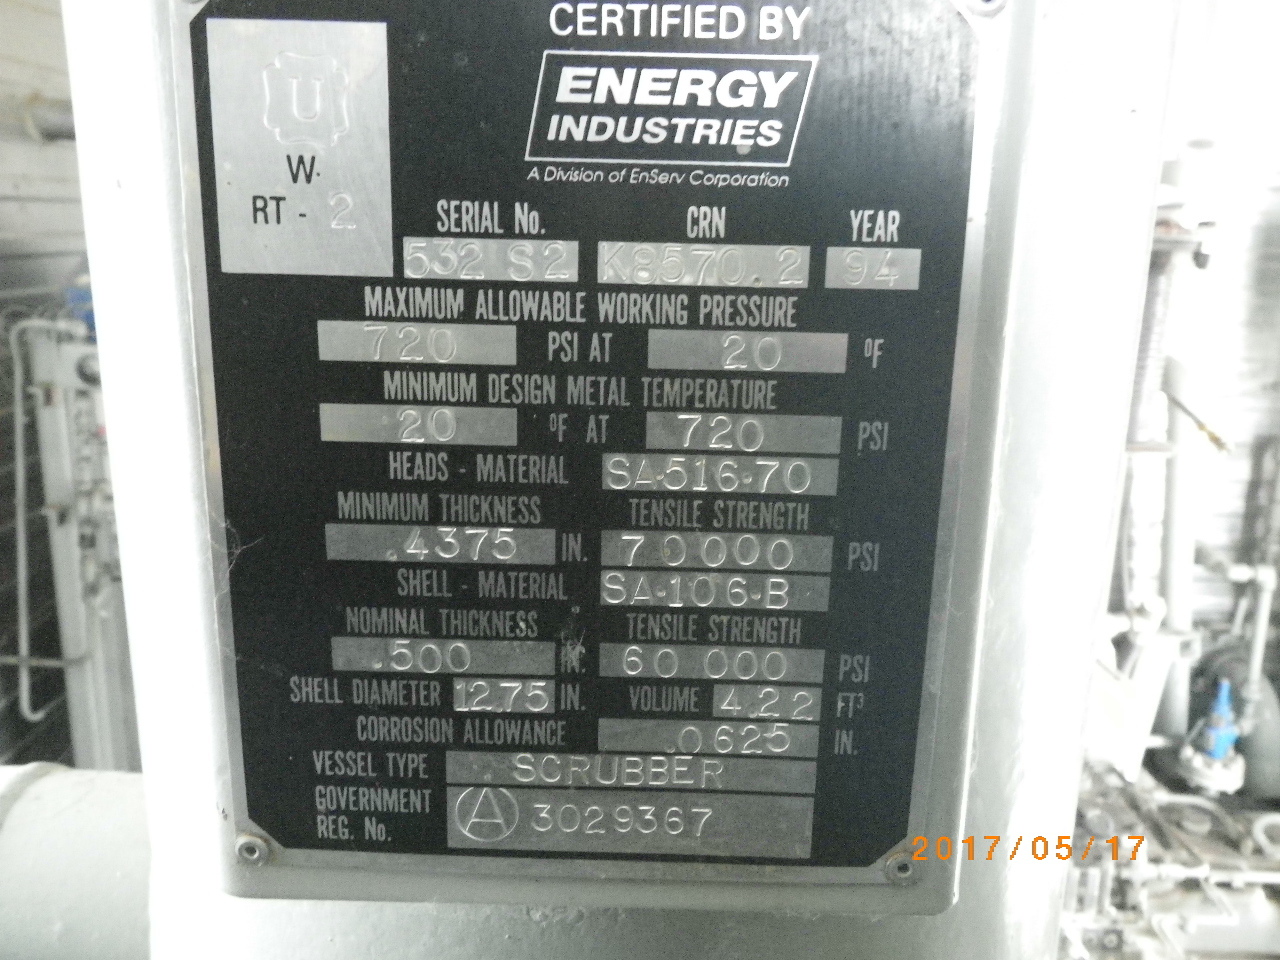 CERTIFIED BY
ENERGY
INDUSTRIES
A Division of EnServ Corporation
U
W.
RT - 2
SERIAL No. CRN YEAR
532 S2 K8570.2 94
MAXIMUM ALLOWABLE WORKING PRESSURE
720 PSI AT 20 °F
MINIMUM DESIGN METAL TEMPERATURE
20 °F AT 720 PSI
HEADS - MATERIAL SA-516-70
MINIMUM THICKNESS TENSILE STRENGTH
.4375 IN. 70000 PSI
SHELL - MATERIAL SA-106-B
NOMINAL THICKNESS TENSILE STRENGTH
.500 IN. 60 000 PSI
SHELL DIAMETER 12.75 IN. VOLUME 4.22 FT³
CORROSION ALLOWANCE .0625 IN.
VESSEL TYPE SCRUBBER
GOVERNMENT
REG. No. A 3029367
2017/05/17